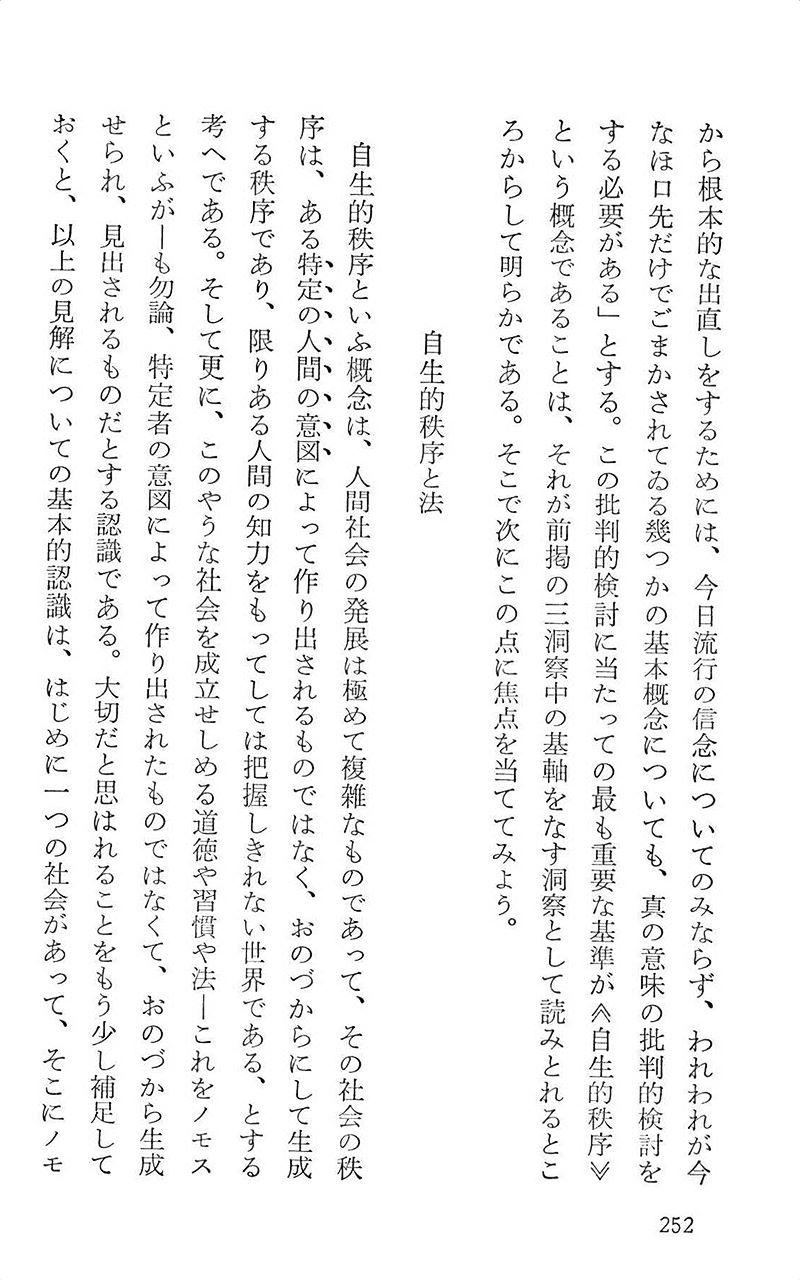 から根本的な出直しをするためには、今日流行の信念についてのみならず、われわれが今
なほ口先だけでごまかされてゐる幾つかの基本概念についても、真の意味の批判的検討を
する必要がある」とする。この批判的検討に当たっての最も重要な基準が《自生的秩序》
という概念であることは、それが前掲の三洞察中の基軸をなす洞察として読みとれるとこ
ろからして明らかである。そこで次にこの点に焦点を当ててみよう。
自生的秩序と法
自生的秩序といふ概念は、人間社会の発展は極めて複雑なものであって、その社会の秩
序は、ある特定の人間の意図によって作り出されるものではなく、おのづからにして生成
する秩序であり、限りある人間の知力をもってしては把握しきれない世界である、とする
考へである。そして更に、このやうな社会を成立せしめる道徳や習慣や法―これをノモス
といふが―も勿論、特定者の意図によって作り出されたものではなくて、おのづから生成
せられ、見出されるものだとする認識である。大切だと思はれることをもう少し補足して
おくと、以上の見解についての基本的認識は、はじめに一つの社会があって、そこにノモ
252